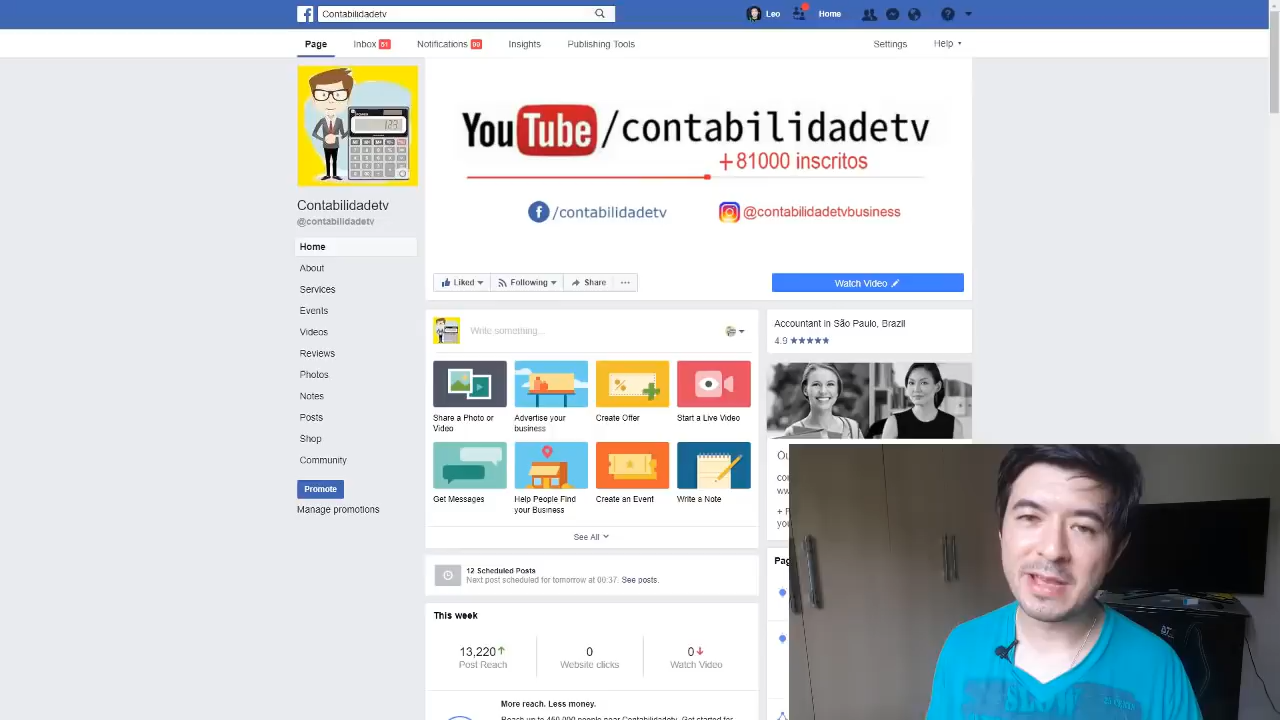 Contabilidadetv
Leo
Home
Page
Inbox 51
Notifications 99
Insights
Publishing Tools
Settings
Help
YouTube/contabilidadetv
+81000 inscritos
/contabilidadetv
@contabilidadetvbusiness
Contabilidadetv
@contabilidadetv
Home
About
Services
Events
Videos
Reviews
Photos
Notes
Posts
Shop
Community
Promote
Manage promotions
Liked
Following
Share
Watch Video
Write something...
Share a Photo or
Video
Advertise your
business
Create Offer
Start a Live Video
Get Messages
Help People Find
your Business
Create an Event
Write a Note
See All
12 Scheduled Posts
Next post scheduled for tomorrow at 00:37. See posts.
This week
13,220
Post Reach
0
Website clicks
0
Watch Video
More reach. Less money.
Accountant in São Paulo, Brazil
4.9 ★★★★★